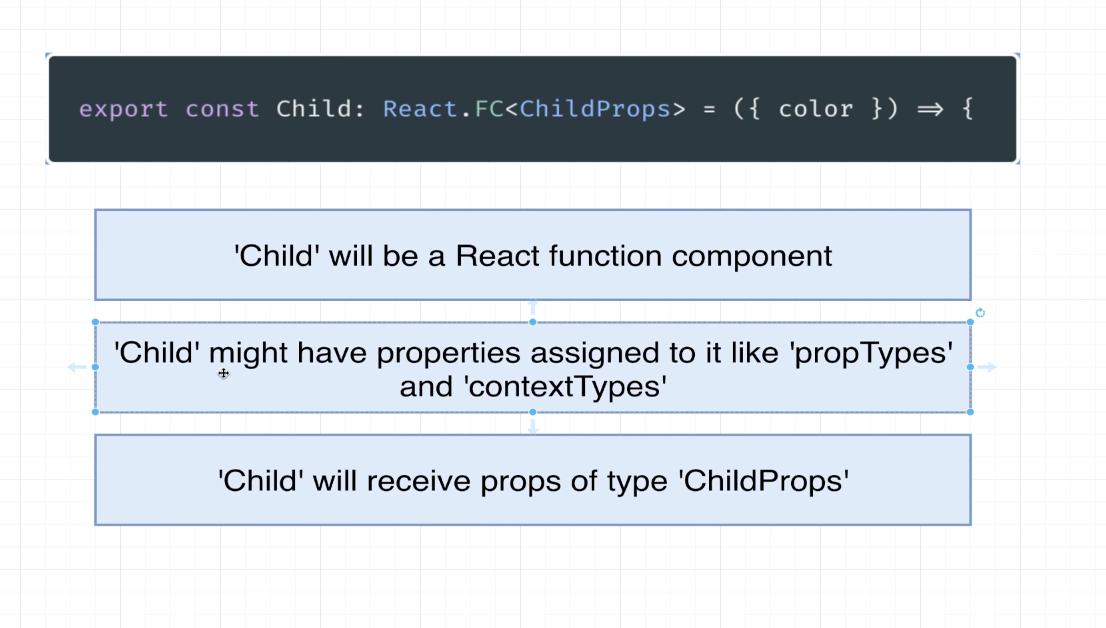 export const Child: React.FC<ChildProps> = ({ color }) => {
'Child' will be a React function component
'Child' might have properties assigned to it like 'propTypes'
and 'contextTypes'
'Child' will receive props of type 'ChildProps'